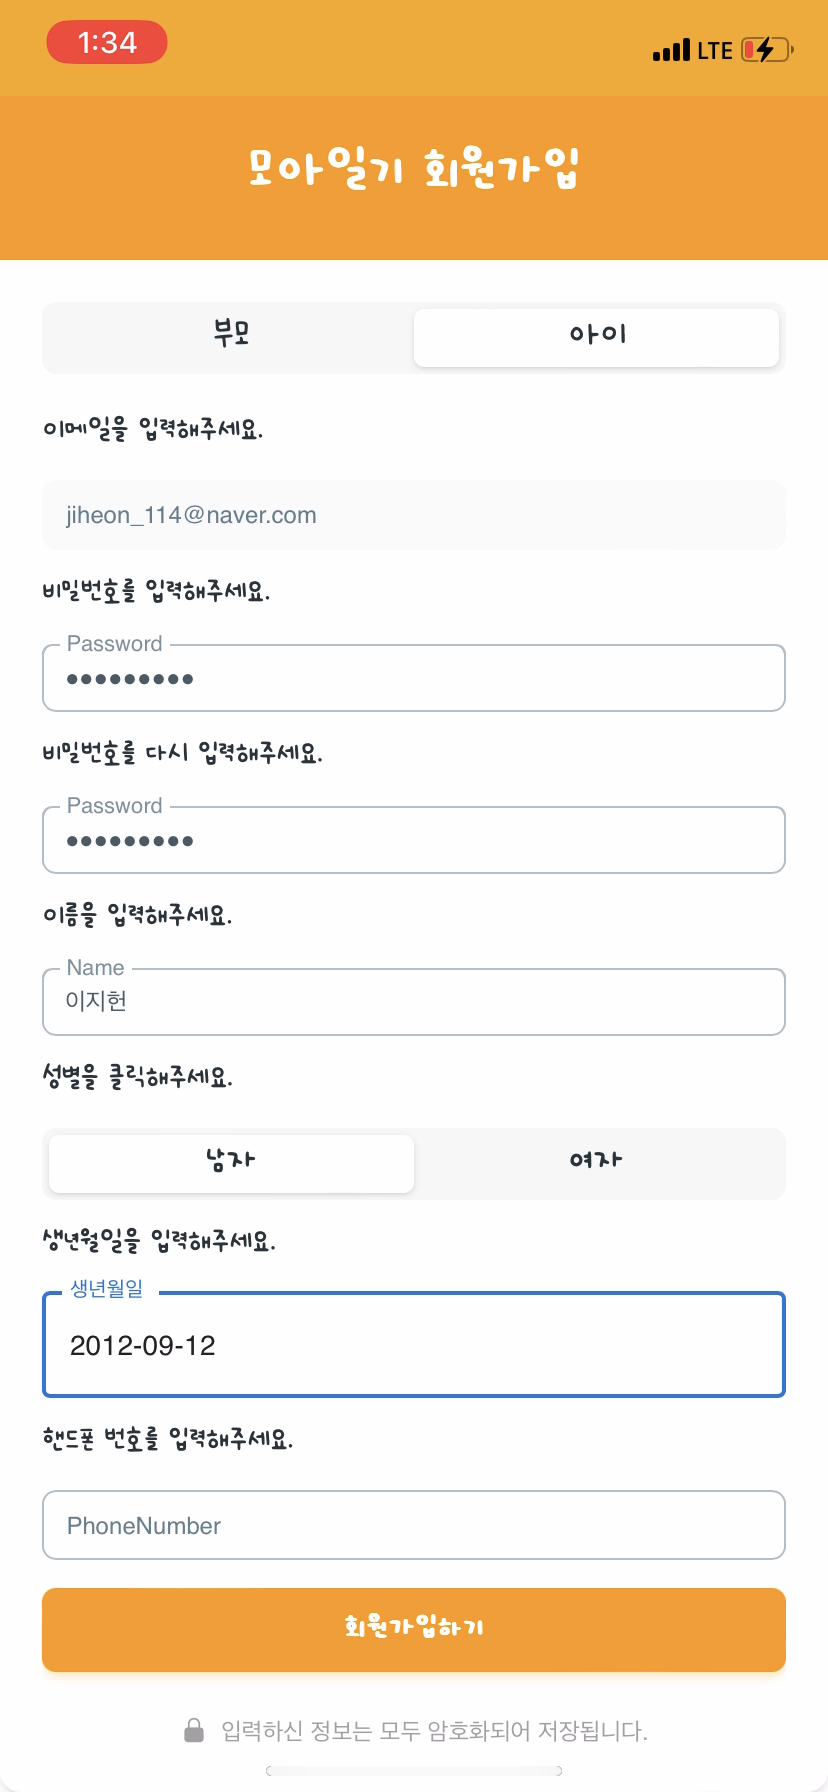 1:34
LTE
모아일기 회원가입
부모
아이
이메일을 입력해주세요.
jiheon_114@naver.com
비밀번호를 입력해주세요.
Password
•••••••••
비밀번호를 다시 입력해주세요.
Password
•••••••••
이름을 입력해주세요.
Name
이지헌
성별을 클릭해주세요.
남자
여자
생년월일을 입력해주세요.
생년월일
2012-09-12
핸드폰 번호를 입력해주세요.
PhoneNumber
회원가입하기
입력하신 정보는 모두 암호화되어 저장됩니다.